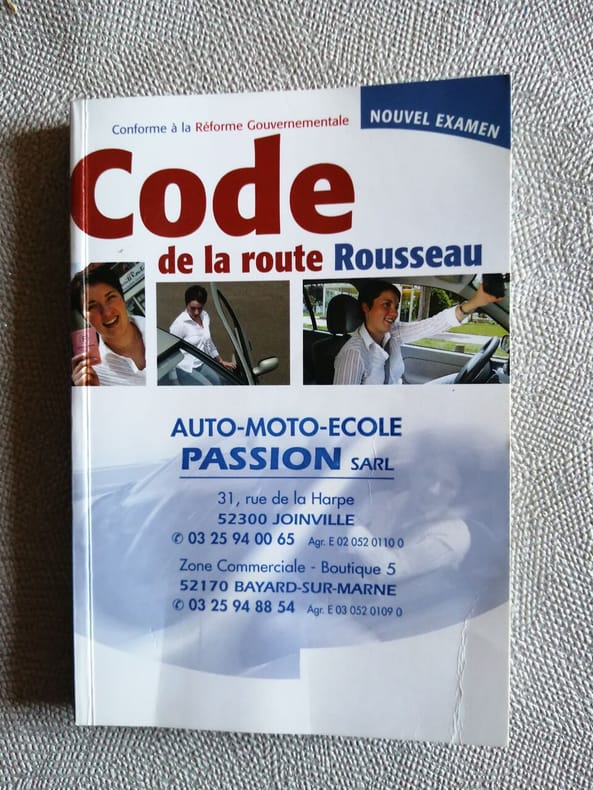 Conforme à la Réforme Gouvernementale
NOUVEL EXAMEN
Code
de la route Rousseau
AUTO-MOTO-ECOLE
PASSION SARL
31, rue de la Harpe
52300 JOINVILLE
✆ 03 25 94 00 65 Agr. E 02 052 0110 0
Zone Commerciale - Boutique 5
52170 BAYARD-SUR-MARNE
✆ 03 25 94 88 54 Agr. E 03 052 0109 0